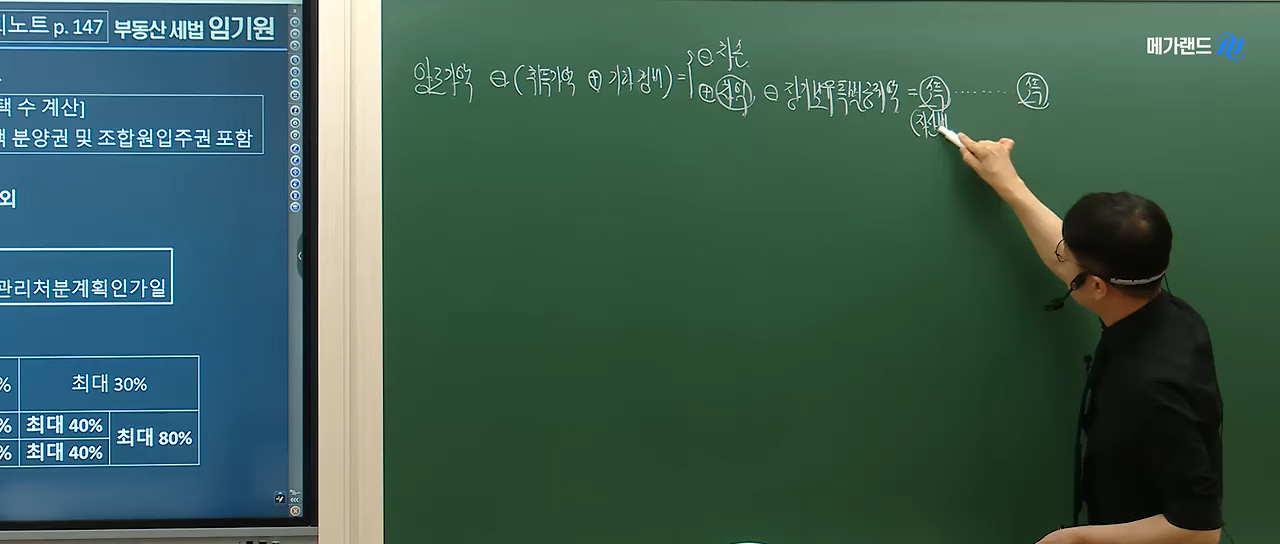 노트 p. 147 부동산 세법 임기원
택 수 계산]
택 분양권 및 조합원입주권 포함
외
관리처분계획인가일
% 최대 30%
% 최대 40% 최대 80%
% 최대 40%
메가랜드
⊖ 차손
양도가액 ⊖ (취득가액 ⊕ 기타경비) = ⊕ 차익 ⊖ 장기보유특별공제액 = 소득 ········ 소득
(자산별